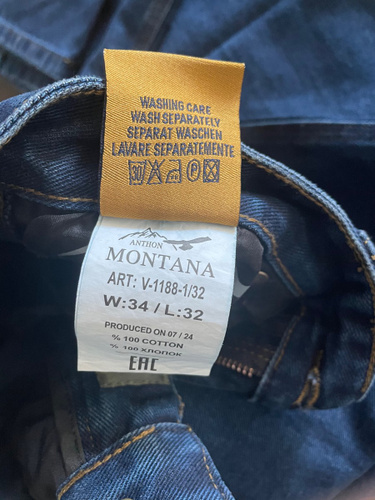 WASHING CARE
WASH SEPARATELY
SEPARAT WASCHEN
LAVARE SEPARATEMENTE
30 P
ANTHON
MONTANA
ART: V-1188-1/32
W:34 / L:32
PRODUCED ON 07 / 24
% 100 COTTON
% 100 ХЛОПОК
EAC